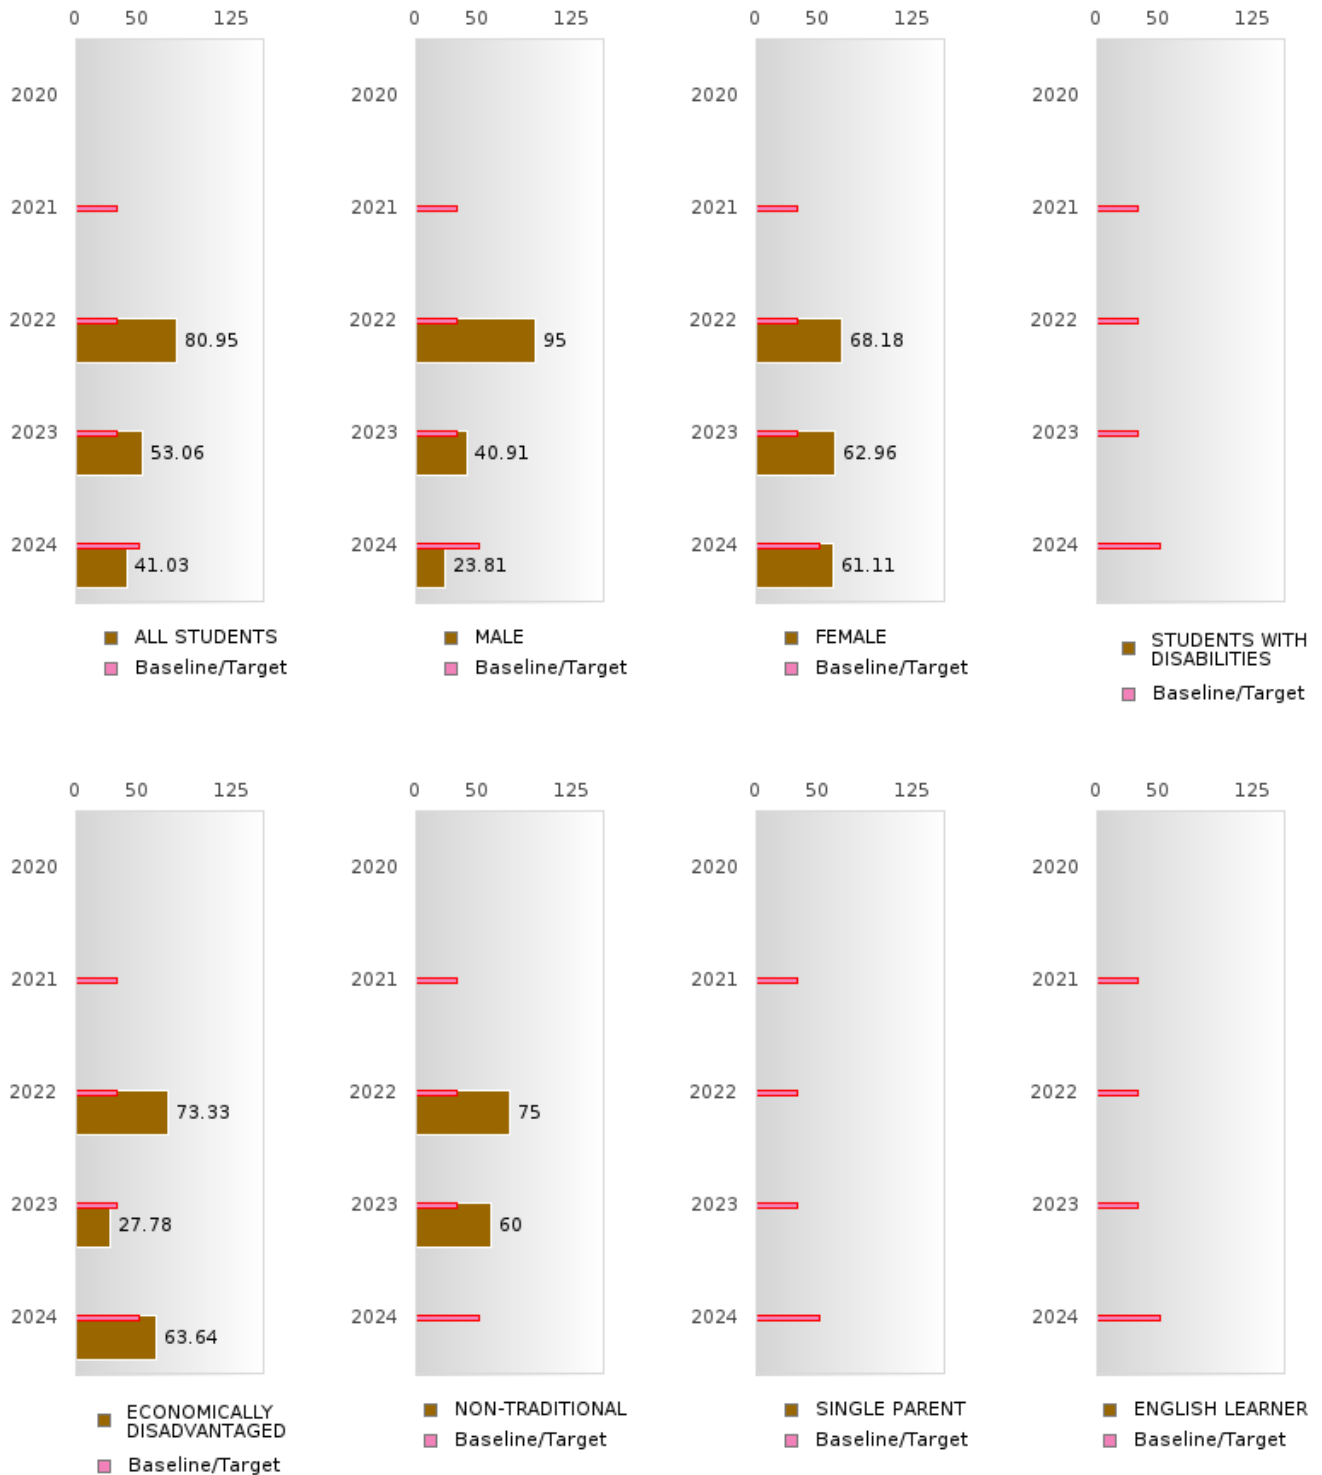 0 50 125
2020
2021
2022
80.95
2023
53.06
2024
41.03
ALL STUDENTS
Baseline/Target
0 50 125
2020
2021
2022
95
2023
40.91
2024
23.81
MALE
Baseline/Target
0 50 125
2020
2021
2022
68.18
2023
62.96
2024
61.11
FEMALE
Baseline/Target
0 50 125
2020
2021
2022
2023
2024
STUDENTS WITH
DISABILITIES
Baseline/Target
0 50 125
2020
2021
2022
73.33
2023
27.78
2024
63.64
ECONOMICALLY
DISADVANTAGED
Baseline/Target
0 50 125
2020
2021
2022
75
2023
60
2024
NON-TRADITIONAL
Baseline/Target
0 50 125
2020
2021
2022
2023
2024
SINGLE PARENT
Baseline/Target
0 50 125
2020
2021
2022
2023
2024
ENGLISH LEARNER
Baseline/Target